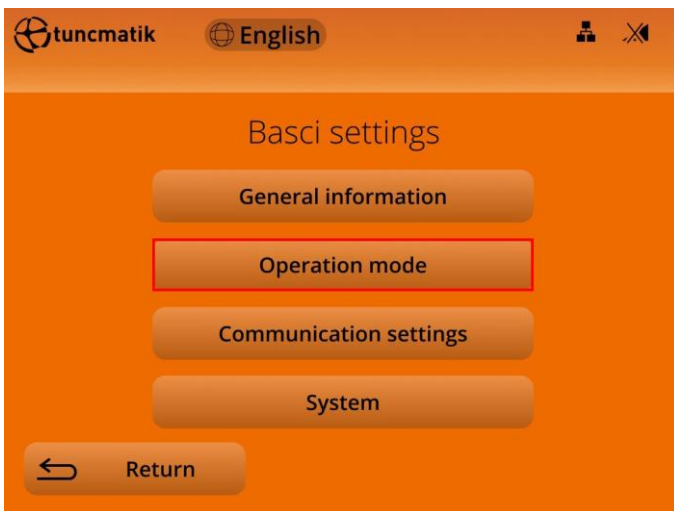 tuncmatik English
Basci settings
General information
Operation mode
Communication settings
System
Return